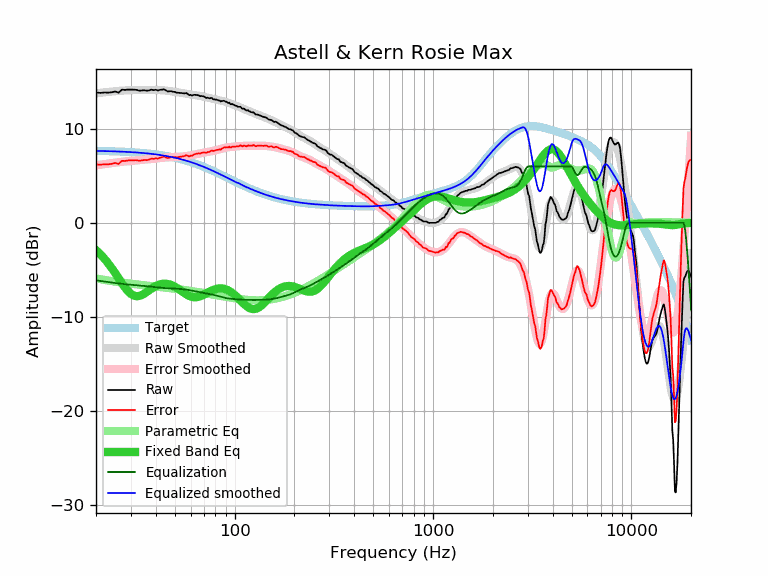 Astell & Kern Rosie Max
Amplitude (dBr)
10
0
−10
−20
−30
Target
Raw Smoothed
Error Smoothed
Raw
Error
Parametric Eq
Fixed Band Eq
Equalization
Equalized smoothed
100
1000
10000
Frequency (Hz)